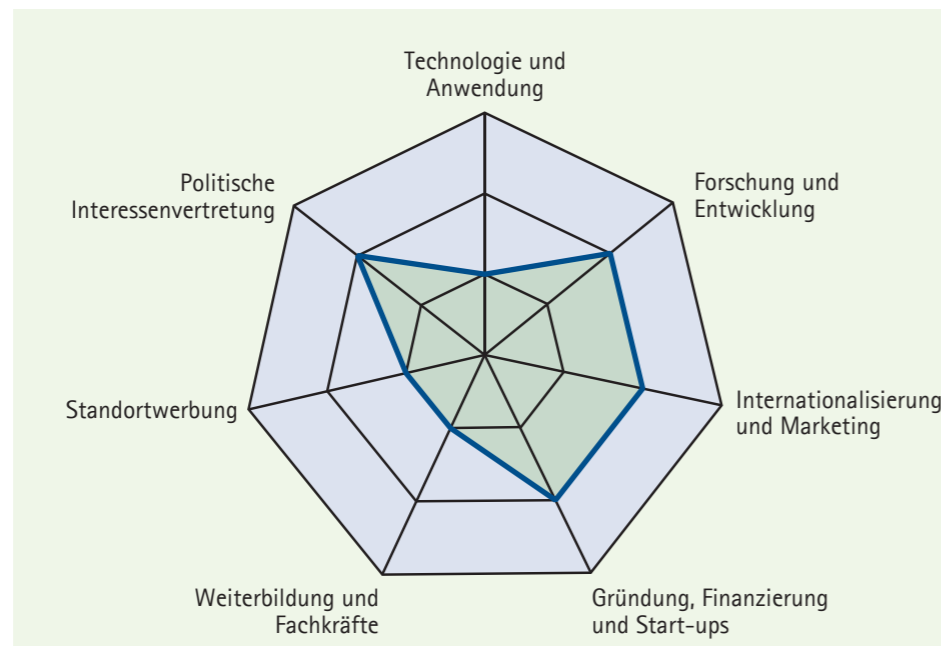 Technologie und
Anwendung
Forschung und
Entwicklung
Internationalisierung
und Marketing
Gründung, Finanzierung
und Start-ups
Weiterbildung und
Fachkräfte
Standortwerbung
Politische
Interessenvertretung